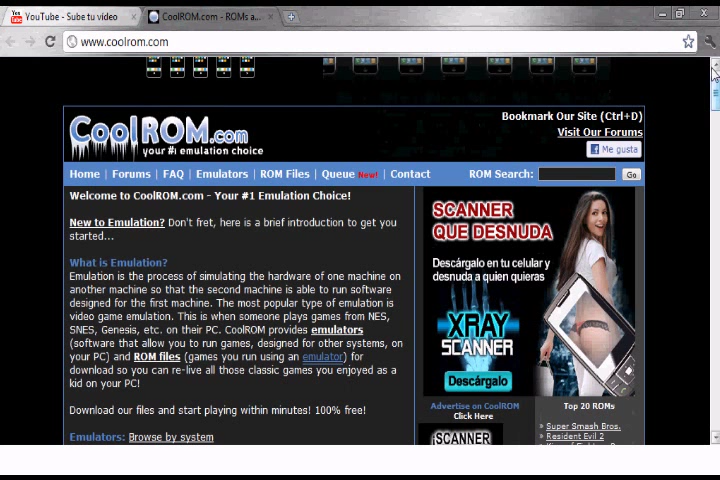 YouTube - Sube tu vídeo
CoolROM.com - ROMs a...
www.coolrom.com
CoolROM.com
your #1 emulation choice
Bookmark Our Site (Ctrl+D)
Visit Our Forums
Me gusta
Home | Forums | FAQ | Emulators | ROM Files | Queue New! | Contact
ROM Search: Go
Welcome to CoolROM.com - Your #1 Emulation Choice!
New to Emulation? Don't fret, here is a brief introduction to get you
started...
What is Emulation?
Emulation is the process of simulating the hardware of one machine on
another machine so that the second machine is able to run software
designed for the first machine. The most popular type of emulation is
video game emulation. This is when someone plays games from NES,
SNES, Genesis, etc. on their PC. CoolROM provides emulators
(software that allow you to run games, designed for other systems, on
your PC) and ROM files (games you run using an emulator) for
download so you can re-live all those classic games you enjoyed as a
kid on your PC!
Download our files and start playing within minutes! 100% free!
Emulators: Browse by system
SCANNER
QUE DESNUDA
Descárgalo en tu celular y
desnuda a quien quieras
XRAY
SCANNER
Descárgalo
Advertise on CoolROM
Click Here
¡SCANNER
Top 20 ROMs
» Super Smash Bros.
» Resident Evil 2